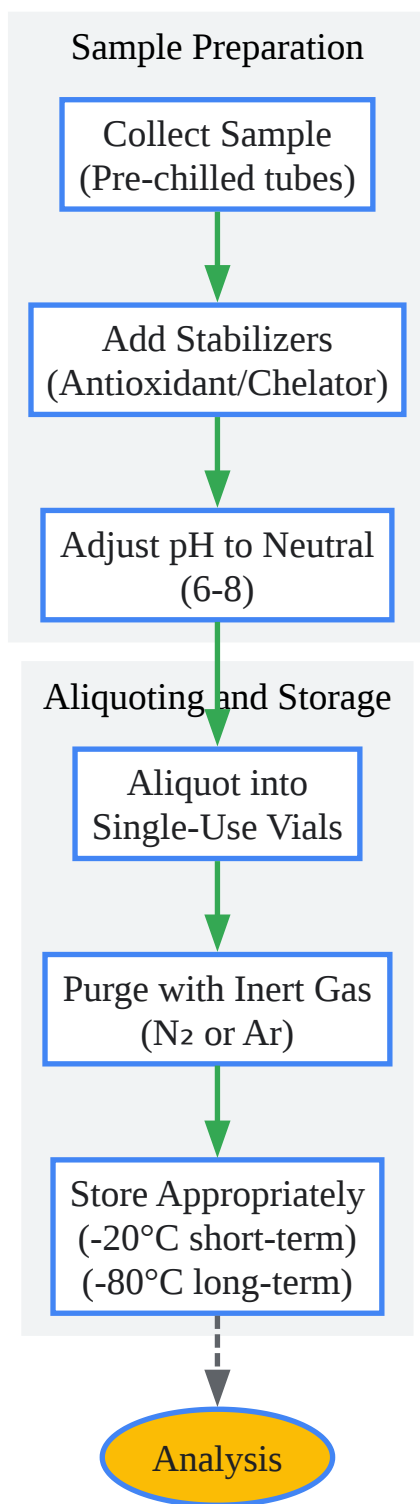 Sample Preparation
Collect Sample
(Pre-chilled tubes)
Add Stabilizers
(Antioxidant/Chelator)
Adjust pH to Neutral
(6-8)
Aliquoting and Storage
Aliquot into
Single-Use Vials
Purge with Inert Gas
(N₂ or Ar)
Store Appropriately
(-20°C short-term)
(-80°C long-term)
Analysis